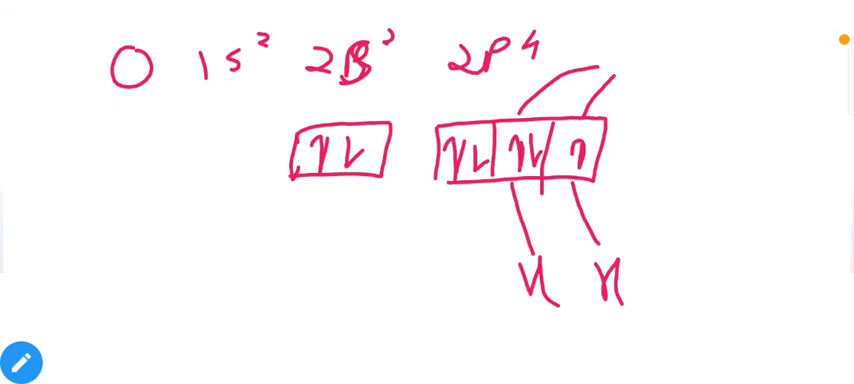 O 1s² 2s² 2p⁴
↑↓ ↑↓ ↑↓ ↑
H H